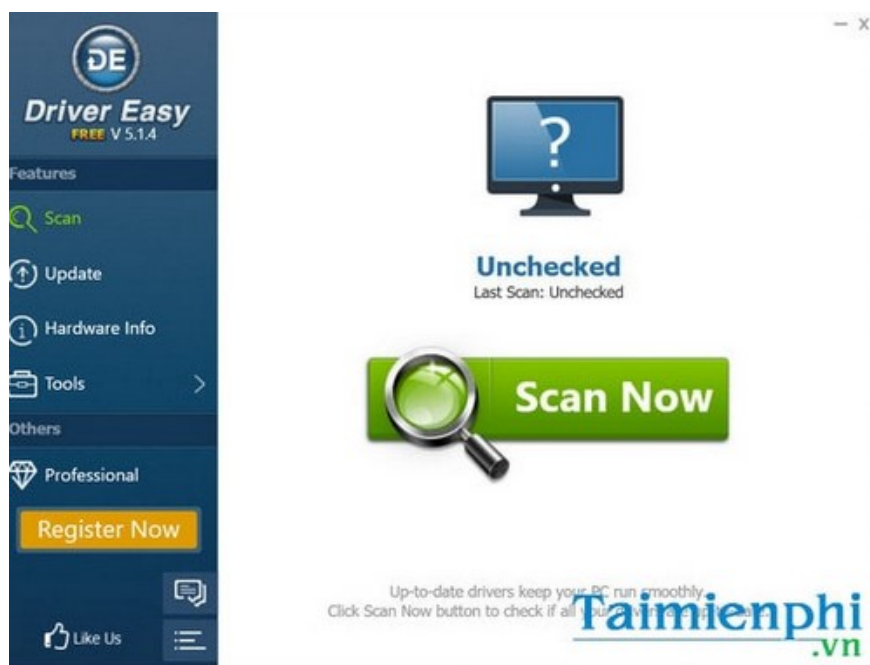 DE
Driver Easy
FREE V 5.1.4
Features
Scan
Update
Hardware Info
Tools
Others
Professional
Register Now
Like Us
– x
?
Unchecked
Last Scan: Unchecked
Scan Now
Up-to-date drivers keep your PC run smoothly.
Click Scan Now button to check if all your
Taimienphi
.vn